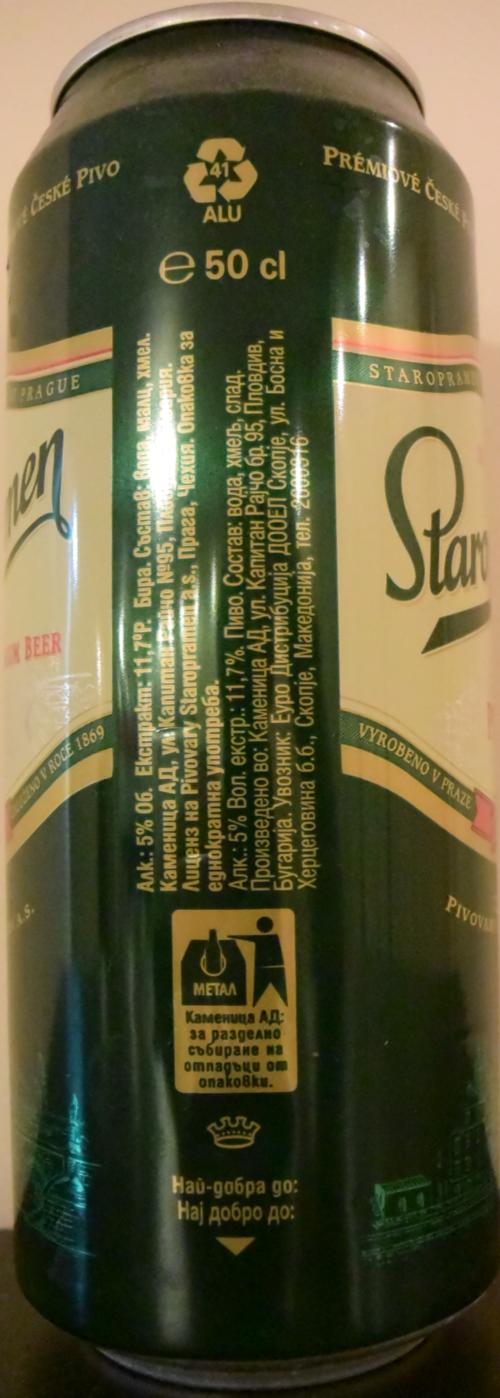 ČESKÉ PIVO
PRÉMIOVÉ ČESKÉ P
41
ALU
℮ 50 cl
PRAGUE
men
BEER
ZALOŽENO V ROCE 1869
A.S.
Алк.: 5% Об. Екстракт: 11.7°P. Бира. Състав: вода, малц, хмел.
Каменица АД, ул. Капитан Райчо №95, Пловдив, България.
Лиценз на Pivovary Staropramen a.s., Прага, Чехия. Опаковка за
еднократна употреба.
Алк.: 5% Вол. екстр.: 11,7%. Пиво. Состав: вода, хмељ, слад.
Произведено во: Каменица АД, ул. Капитан Рајчо бр. 95, Пловдив,
Бугарија. Увозник: Еуро Дистрибуција ДООЕЛ Скопје, ул. Босна и
Херцеговина б.б., Скопје, Македонија, тел.
STAROPRAM
Staro
VYROBENO V PRAZE
PIVOVA
МЕТАЛ
Каменица АД:
за разделно
събиране на
отпадъци от
опаковки.
Най-добра до:
Нај добро до: